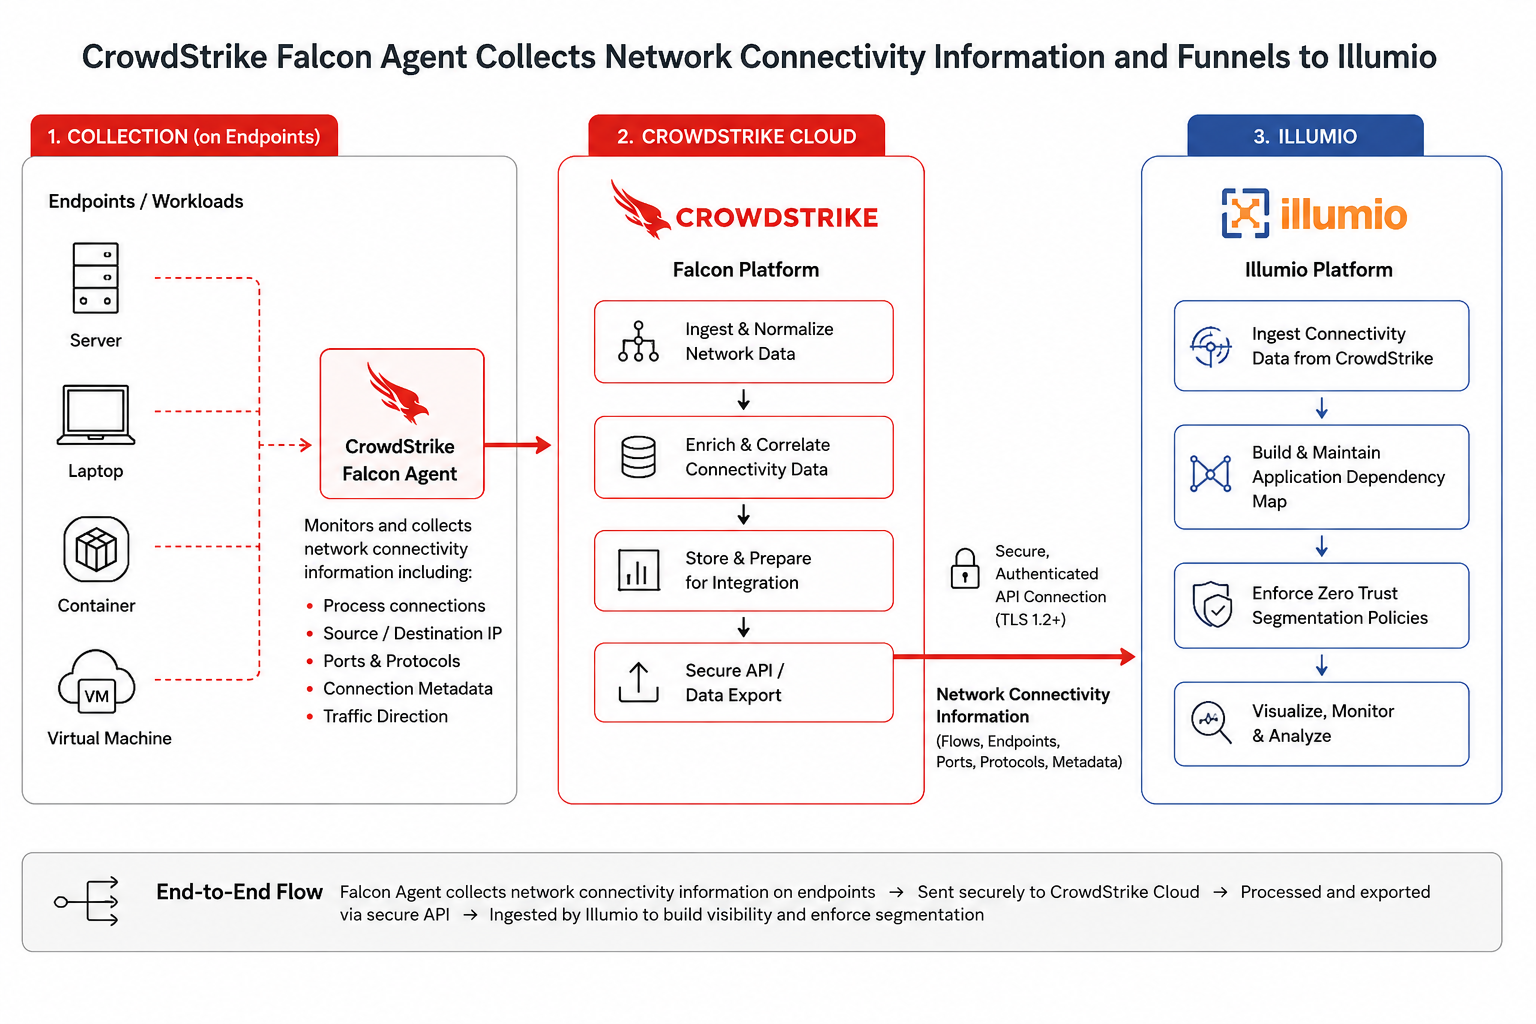 CrowdStrike Falcon Agent Collects Network Connectivity Information and Funnels to Illumio
1. COLLECTION (on Endpoints)
Endpoints / Workloads
Server
Laptop
Container
VM
Virtual Machine
CrowdStrike
Falcon Agent
Monitors and collects
network connectivity
information including:
• Process connections
• Source / Destination IP
• Ports & Protocols
• Connection Metadata
• Traffic Direction
2. CROWDSTRIKE CLOUD
CROWDSTRIKE
Falcon Platform
Ingest & Normalize
Network Data
Enrich & Correlate
Connectivity Data
Store & Prepare
for Integration
Secure API /
Data Export
Secure,
Authenticated
API Connection
(TLS 1.2+)
Network Connectivity
Information
(Flows, Endpoints,
Ports, Protocols, Metadata)
3. ILLUMIO
illumio
Illumio Platform
Ingest Connectivity
Data from CrowdStrike
Build & Maintain
Application Dependency
Map
Enforce Zero Trust
Segmentation Policies
Visualize, Monitor
& Analyze
End-to-End Flow
Falcon Agent collects network connectivity information on endpoints → Sent securely to CrowdStrike Cloud → Processed and exported
via secure API → Ingested by Illumio to build visibility and enforce segmentation